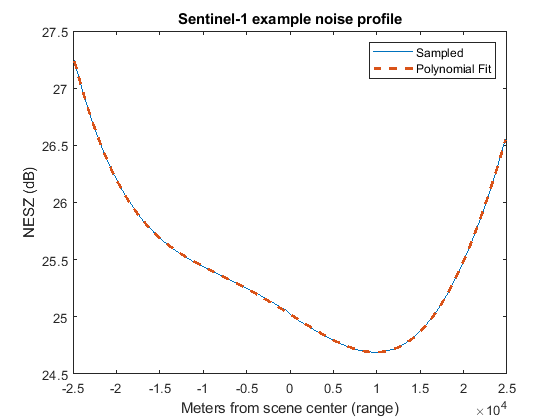 Sentinel-1 example noise profile
27.5
27
26.5
26
25.5
25
24.5
NESZ (dB)
Sampled
Polynomial Fit
-2.5 -2 -1.5 -1 -0.5 0 0.5 1 1.5 2 2.5
×10^4
Meters from scene center (range)